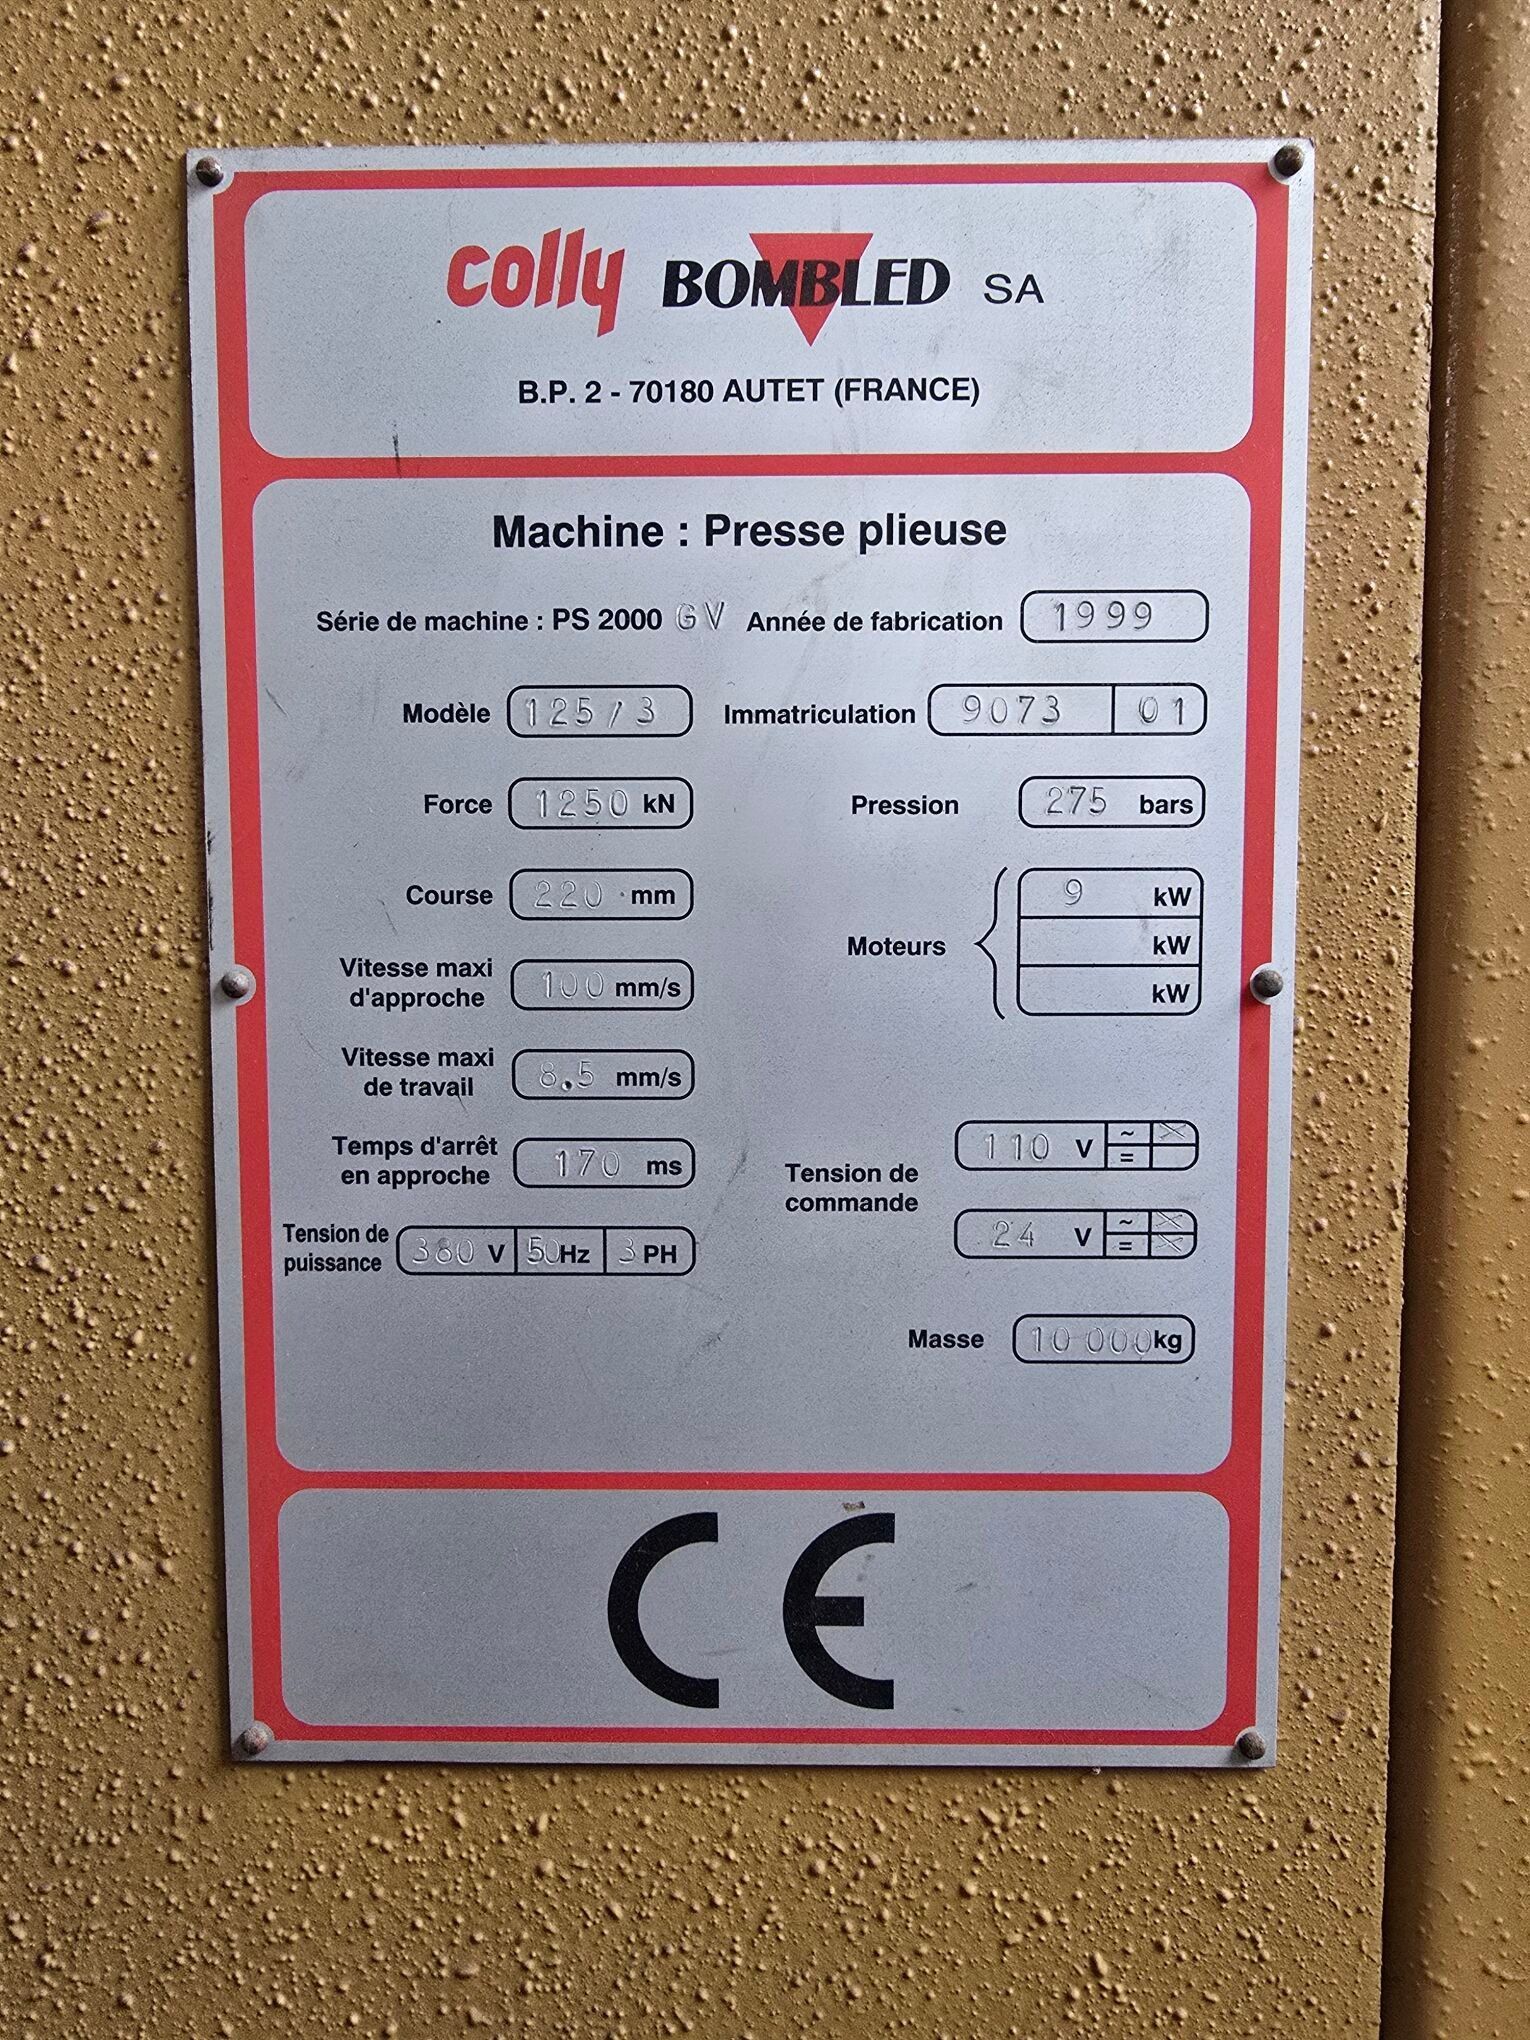 colly BOMBLED SA
B.P. 2 - 70180 AUTET (FRANCE)
Machine : Presse plieuse
Série de machine : PS 2000 GV Année de fabrication 1999
Modèle 125/3 Immatriculation 9073 01
Force 1250 kN Pression 275 bars
Course 220 mm
Moteurs 9 kW
kW
kW
Vitesse maxi
d'approche 100 mm/s
Vitesse maxi
de travail 8.5 mm/s
Temps d'arrêt
en approche 170 ms
Tension de
puissance 380 V 50 Hz 3 PH
Tension de
commande
110 V ~ X
=
24 V ~ X
= X
Masse 10 000 kg
CE